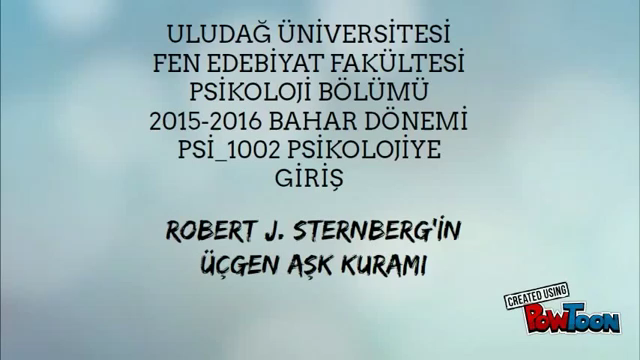 ULUDAĞ ÜNİVERSİTESİ
FEN EDEBİYAT FAKÜLTESİ
PSİKOLOJİ BÖLÜMÜ
2015-2016 BAHAR DÖNEMİ
PSİ_1002 PSİKOLOJİYE
GİRİŞ
ROBERT J. STERNBERG'İN
ÜÇGEN AŞK KURAMI
CREATED USING
POWTOON